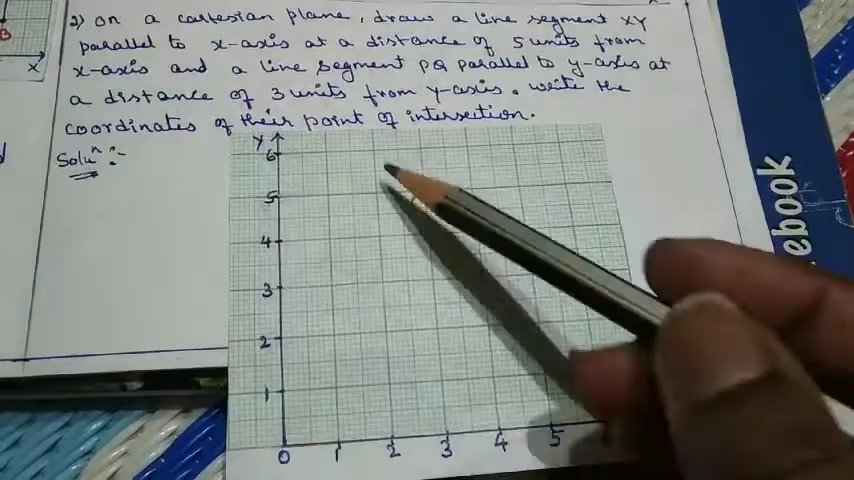 2) On a cartesian plane, draw a line segment XY
parallel to x-axis at a distance of 5 units from
x-axis and a line segment PQ parallel to y-axis at
a distance of 3 units from y-axis. write the
coordinates of their point of intersection.
Soluⁿ :-
Y
6
5
4
3
2
1
0 1 2 3 4 5
X
ebook